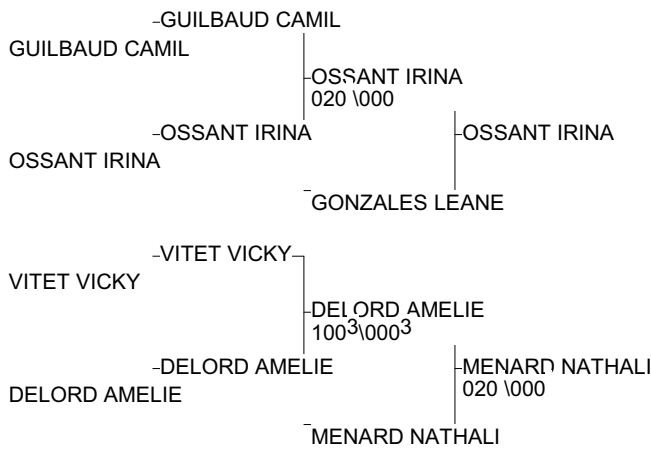 GUILBAUD CAMIL
GUILBAUD CAMIL
OSSANT IRINA
020 \000
OSSANT IRINA
OSSANT IRINA
OSSANT IRINA
GONZALES LEANE
VITET VICKY
VITET VICKY
DELORD AMELIE
100³\000³
DELORD AMELIE
MENARD NATHALI
020 \000
DELORD AMELIE
MENARD NATHALI